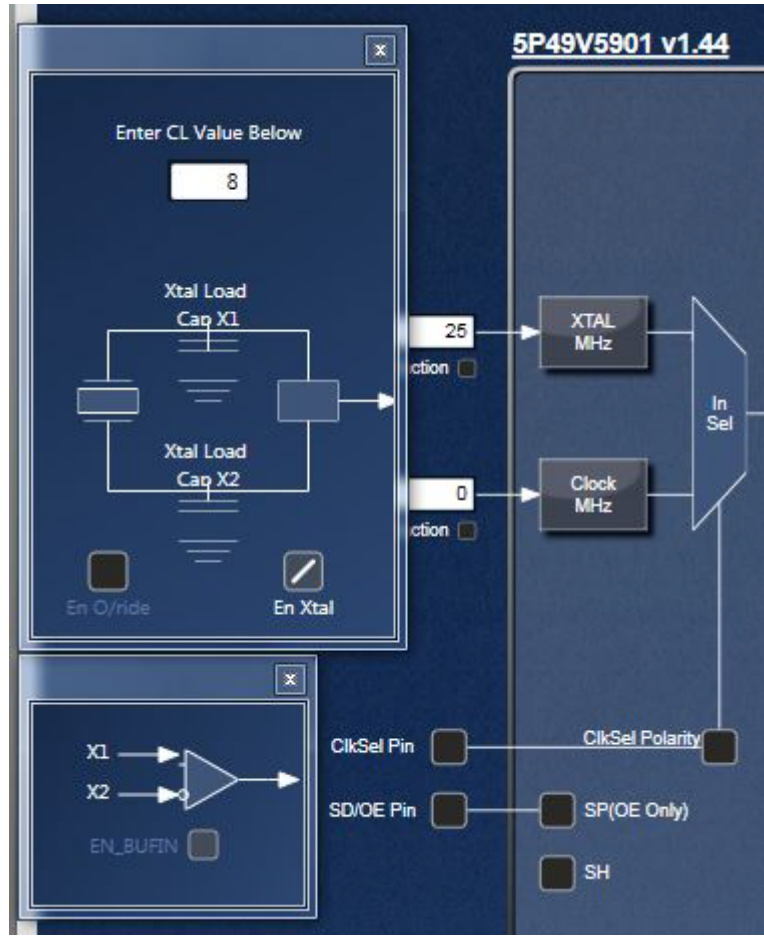 x
5P49V5901 v1.44
Enter CL Value Below
8
Xtal Load
Cap X1
25
XTAL
MHz
ction
In
Sel
Xtal Load
Cap X2
0
Clock
MHz
ction
En O/ride
En Xtal
x
X1
X2
EN_BUFIN
ClkSel Pin
ClkSel Polarity
SD/OE Pin
SP(OE Only)
SH